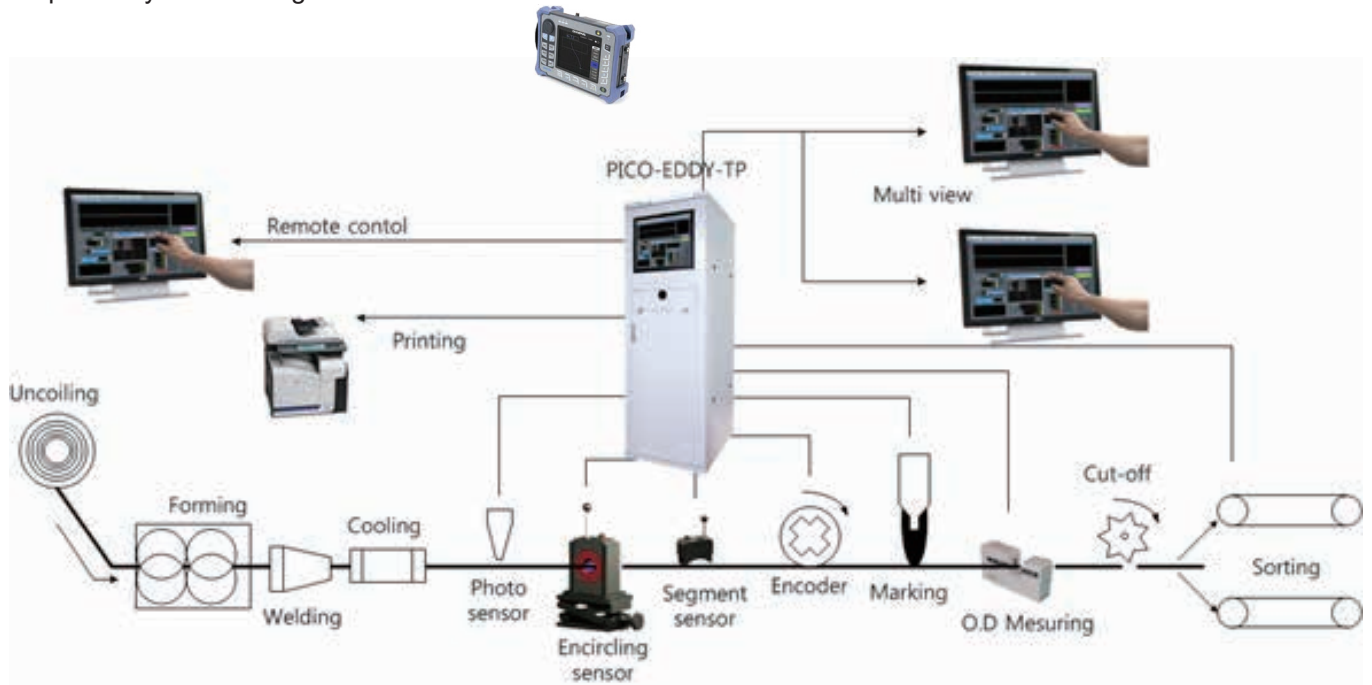 PICO-EDDY-TP
Multi view
Remote contol
Printing
Uncoiling
Forming
Welding
Cooling
Photo
sensor
Encircling
sensor
Segment
sensor
Encoder
Marking
O.D Mesuring
Cut-off
Sorting